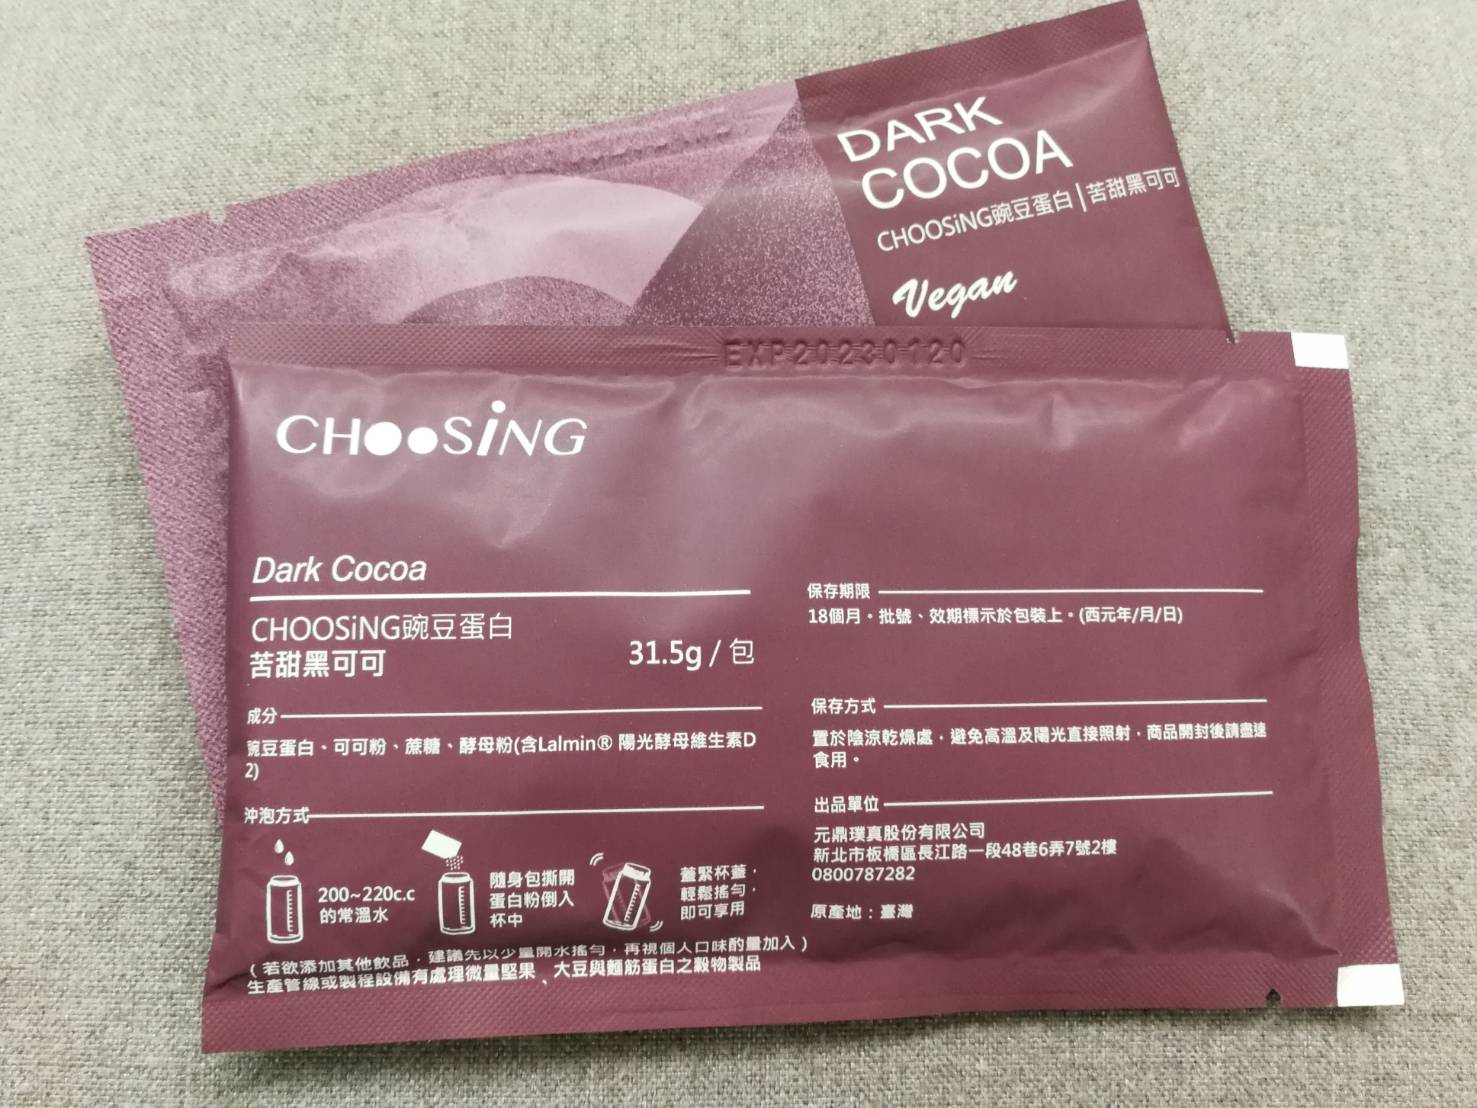 DARK
COCOA
CHOOSiNG豌豆蛋白|苦甜黑可可
Vegan
EXP20230120
CHOOSiNG
Dark Cocoa
CHOOSiNG豌豆蛋白
苦甜黑可可
31.5g / 包
成分
豌豆蛋白、可可粉、蔗糖、酵母粉(含Lalmin® 陽光酵母維生素D
2)
沖泡方式
200~220c.c
的常溫水
隨身包撕開
蛋白粉倒入
杯中
蓋緊杯蓋，
輕鬆搖勻，
即可享用
(若欲添加其他飲品，建議先以少量開水搖勻，再視個人口味酌量加入)
生產管線或製程設備有處理微量堅果、大豆與麵筋蛋白之穀物製品
保存期限
18個月。批號、效期標示於包裝上。(西元年/月/日)
保存方式
置於陰涼乾燥處，避免高溫及陽光直接照射，商品開封後請盡速
食用。
出品單位
元鼎璞真股份有限公司
新北市板橋區長江路一段48巷6弄7號2樓
0800787282
原產地：臺灣